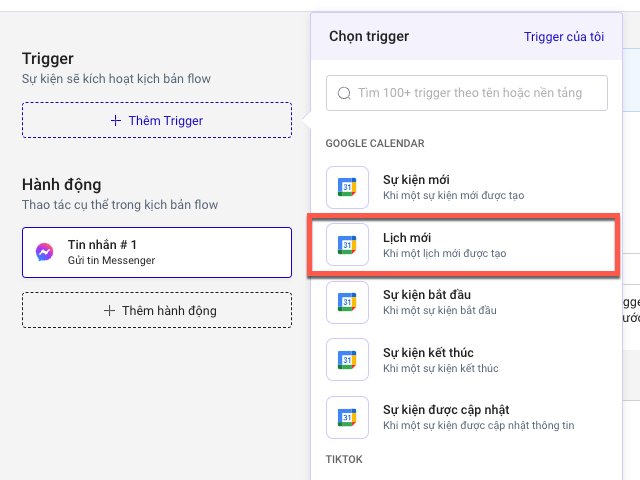 Trigger
Sự kiện sẽ kích hoạt kịch bản flow
+ Thêm Trigger
Hành động
Thao tác cụ thể trong kịch bản flow
Tin nhắn # 1
Gửi tin Messenger
+ Thêm hành động
Chọn trigger
Trigger của tôi
Tìm 100+ trigger theo tên hoặc nền tảng
GOOGLE CALENDAR
31
Sự kiện mới
Khi một sự kiện mới được tạo
31
Lịch mới
Khi một lịch mới được tạo
31
Sự kiện bắt đầu
Khi một sự kiện bắt đầu
31
Sự kiện kết thúc
Khi một sự kiện kết thúc
31
Sự kiện được cập nhật
Khi một sự kiện được cập nhật thông tin
TIKTOK